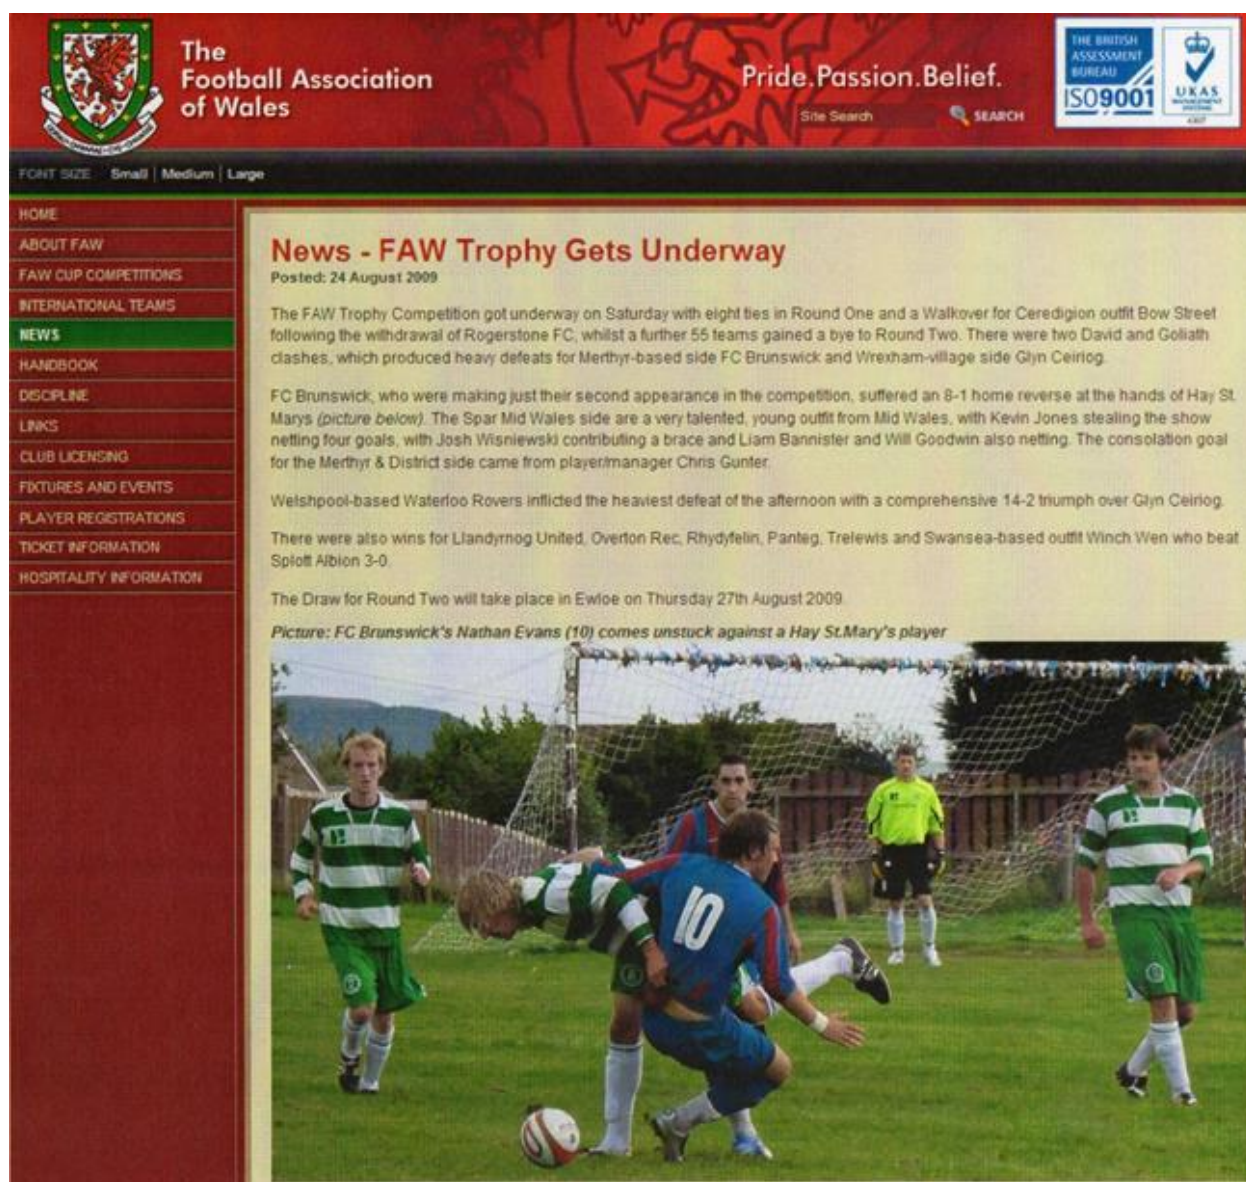 The
Football Association
of Wales
Pride.Passion.Belief.
Site Search
SEARCH
THE BRITISH
ASSESSMENT
BUREAU
ISO9001
UKAS
MANAGEMENT
SYSTEMS
FONT SIZE Small | Medium | Large
HOME
ABOUT FAW
FAW CUP COMPETITIONS
INTERNATIONAL TEAMS
NEWS
HANDBOOK
DISCIPLINE
LINKS
CLUB LICENSING
FIXTURES AND EVENTS
PLAYER REGISTRATIONS
TICKET INFORMATION
HOSPITALITY INFORMATION
News - FAW Trophy Gets Underway
Posted: 24 August 2009
The FAW Trophy Competition got underway on Saturday with eight ties in Round One and a Walkover for Ceredigion outfit Bow Street
following the withdrawal of Rogerstone FC, whilst a further 55 teams gained a bye to Round Two. There were two David and Goliath
clashes, which produced heavy defeats for Merthyr-based side FC Brunswick and Wrexham-village side Glyn Ceiriog.
FC Brunswick, who were making just their second appearance in the competition, suffered an 8-1 home reverse at the hands of Hay St.
Marys (picture below). The Spar Mid Wales side are a very talented, young outfit from Mid Wales, with Kevin Jones stealing the show
netting four goals, with Josh Wisniewski contributing a brace and Liam Bannister and Will Goodwin also netting. The consolation goal
for the Merthyr & District side came from player/manager Chris Gunter.
Welshpool-based Waterloo Rovers inflicted the heaviest defeat of the afternoon with a comprehensive 14-2 triumph over Glyn Ceiriog.
There were also wins for Llandyrnog United, Overton Rec, Rhydyfelin, Panteg, Trelewis and Swansea-based outfit Winch Wen who beat
Splott Albion 3-0.
The Draw for Round Two will take place in Ewloe on Thursday 27th August 2009.
Picture: FC Brunswick's Nathan Evans (10) comes unstuck against a Hay St.Mary's player
10